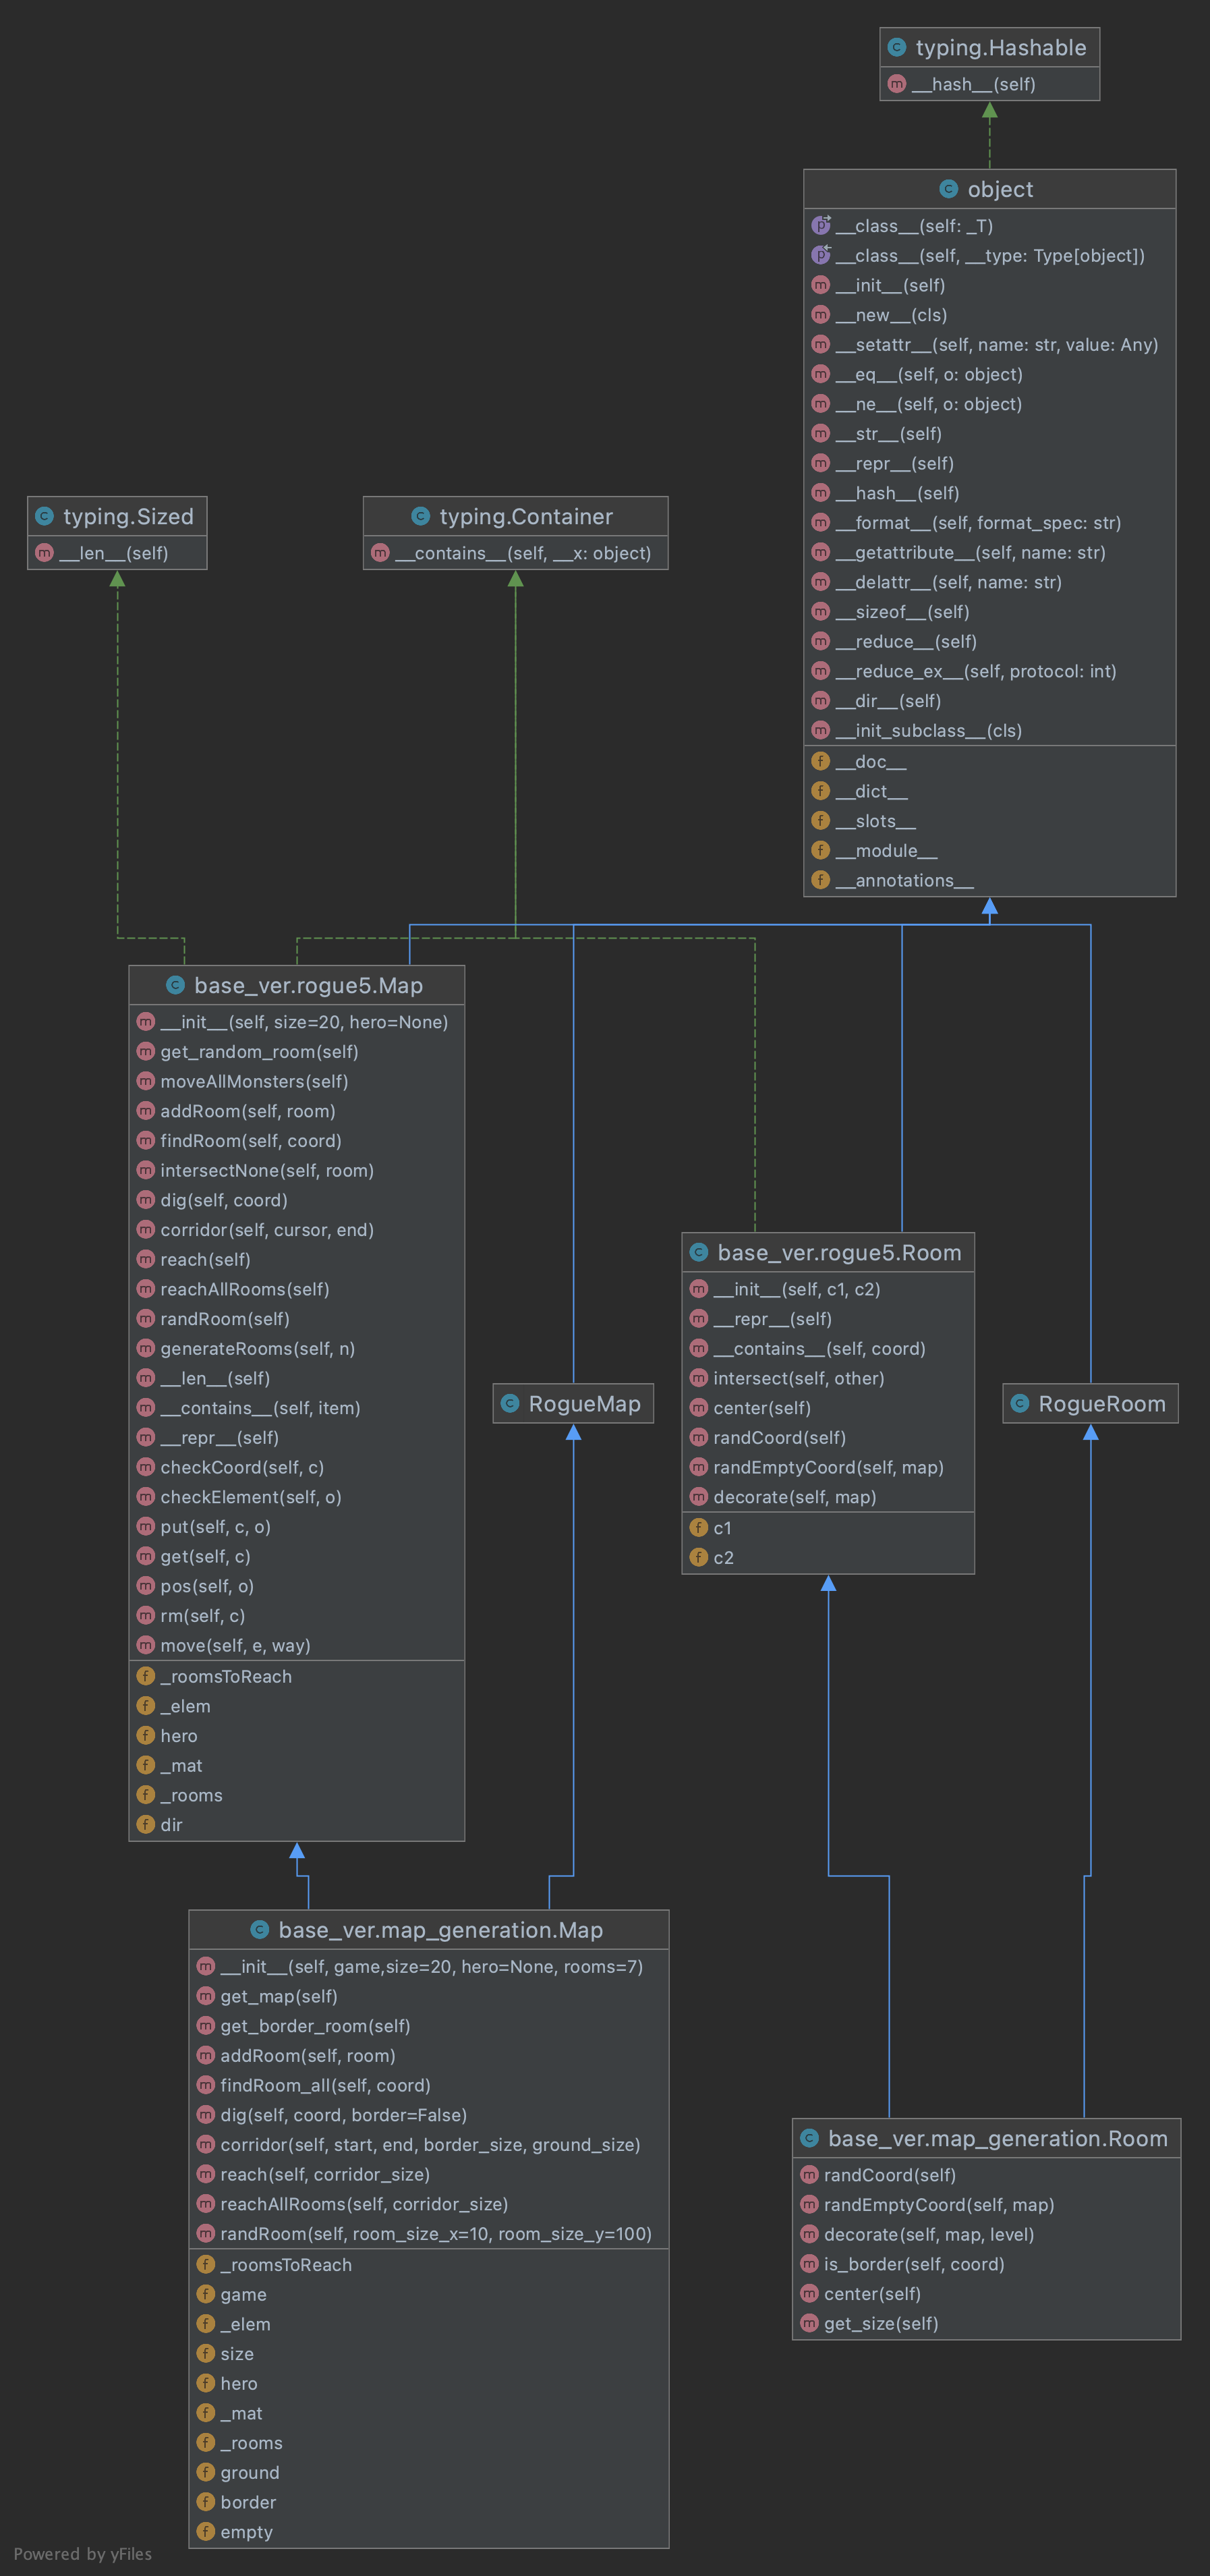 typing.Hashable
__hash__(self)
object
__class__(self: _T)
__class__(self, __type: Type[object])
__init__(self)
__new__(cls)
__setattr__(self, name: str, value: Any)
__eq__(self, o: object)
__ne__(self, o: object)
__str__(self)
__repr__(self)
__hash__(self)
__format__(self, format_spec: str)
__getattribute__(self, name: str)
__delattr__(self, name: str)
__sizeof__(self)
__reduce__(self)
__reduce_ex__(self, protocol: int)
__dir__(self)
__init_subclass__(cls)
__doc__
__dict__
__slots__
__module__
__annotations__
typing.Sized
__len__(self)
typing.Container
__contains__(self, __x: object)
base_ver.rogue5.Map
__init__(self, size=20, hero=None)
get_random_room(self)
moveAllMonsters(self)
addRoom(self, room)
findRoom(self, coord)
intersectNone(self, room)
dig(self, coord)
corridor(self, cursor, end)
reach(self)
reachAllRooms(self)
randRoom(self)
generateRooms(self, n)
__len__(self)
__contains__(self, item)
__repr__(self)
checkCoord(self, c)
checkElement(self, o)
put(self, c, o)
get(self, c)
pos(self, o)
rm(self, c)
move(self, e, way)
_roomsToReach
_elem
hero
_mat
_rooms
dir
RogueMap
base_ver.rogue5.Room
__init__(self, c1, c2)
__repr__(self)
__contains__(self, coord)
intersect(self, other)
center(self)
randCoord(self)
randEmptyCoord(self, map)
decorate(self, map)
c1
c2
RogueRoom
base_ver.map_generation.Map
__init__(self, game,size=20, hero=None, rooms=7)
get_map(self)
get_border_room(self)
addRoom(self, room)
findRoom_all(self, coord)
dig(self, coord, border=False)
corridor(self, start, end, border_size, ground_size)
reach(self, corridor_size)
reachAllRooms(self, corridor_size)
randRoom(self, room_size_x=10, room_size_y=100)
_roomsToReach
game
_elem
size
hero
_mat
_rooms
ground
border
empty
base_ver.map_generation.Room
randCoord(self)
randEmptyCoord(self, map)
decorate(self, map, level)
is_border(self, coord)
center(self)
get_size(self)
Powered by yFiles